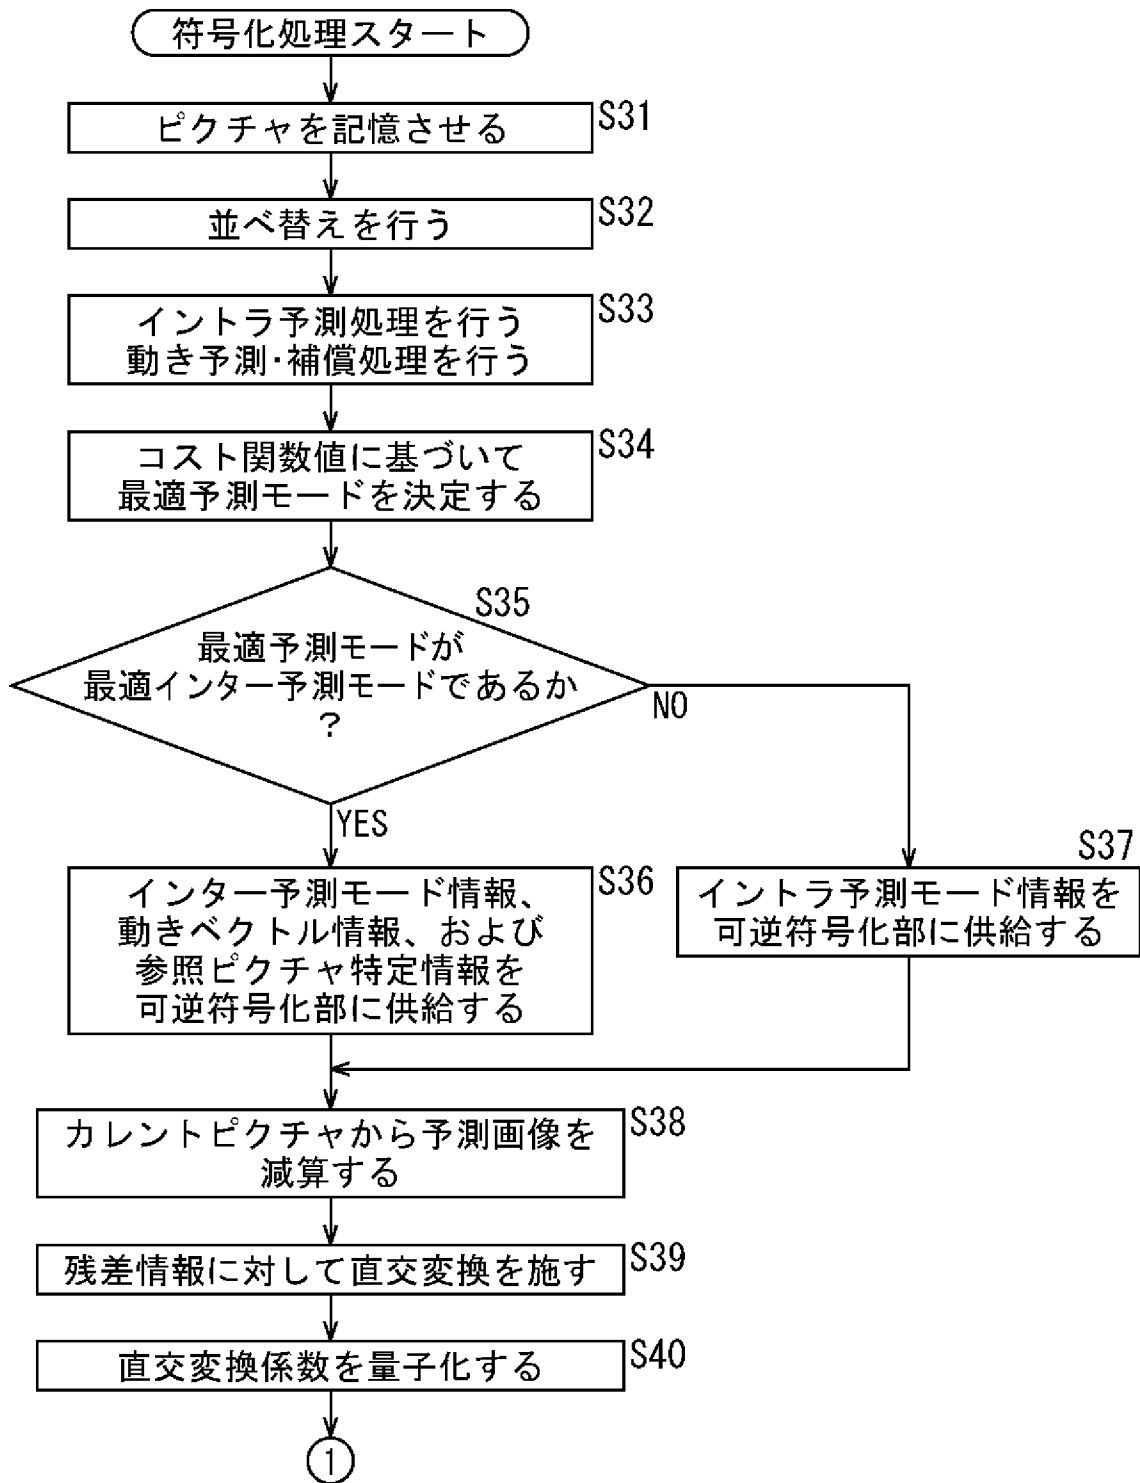 符号化処理スタート
ピクチャを記憶させる
S31
並べ替えを行う
S32
イントラ予測処理を行う
動き予測・補償処理を行う
S33
コスト関数値に基づいて
最適予測モードを決定する
S34
S35
最適予測モードが
最適インター予測モードであるか
?
NO
YES
インター予測モード情報、
動きベクトル情報、および
参照ピクチャ特定情報を
可逆符号化部に供給する
S36
S37
イントラ予測モード情報を
可逆符号化部に供給する
カレントピクチャから予測画像を
減算する
S38
残差情報に対して直交変換を施す
S39
直交変換係数を量子化する
S40
1